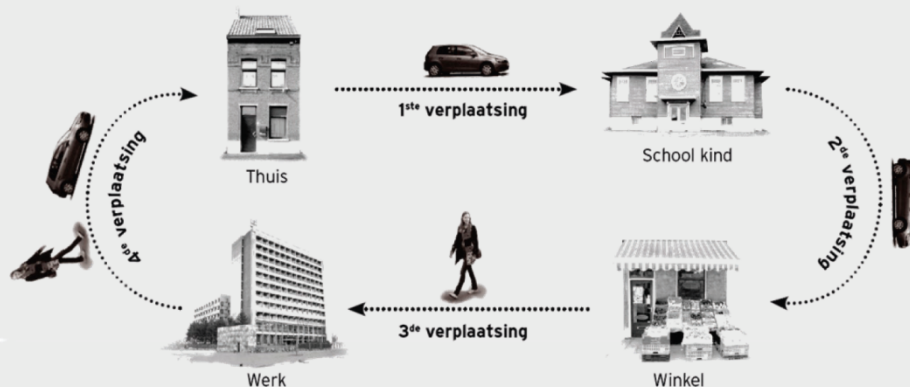 Thuis
1ste verplaatsing
School kind
2de verplaatsing
Winkel
3de verplaatsing
Werk
4de verplaatsing